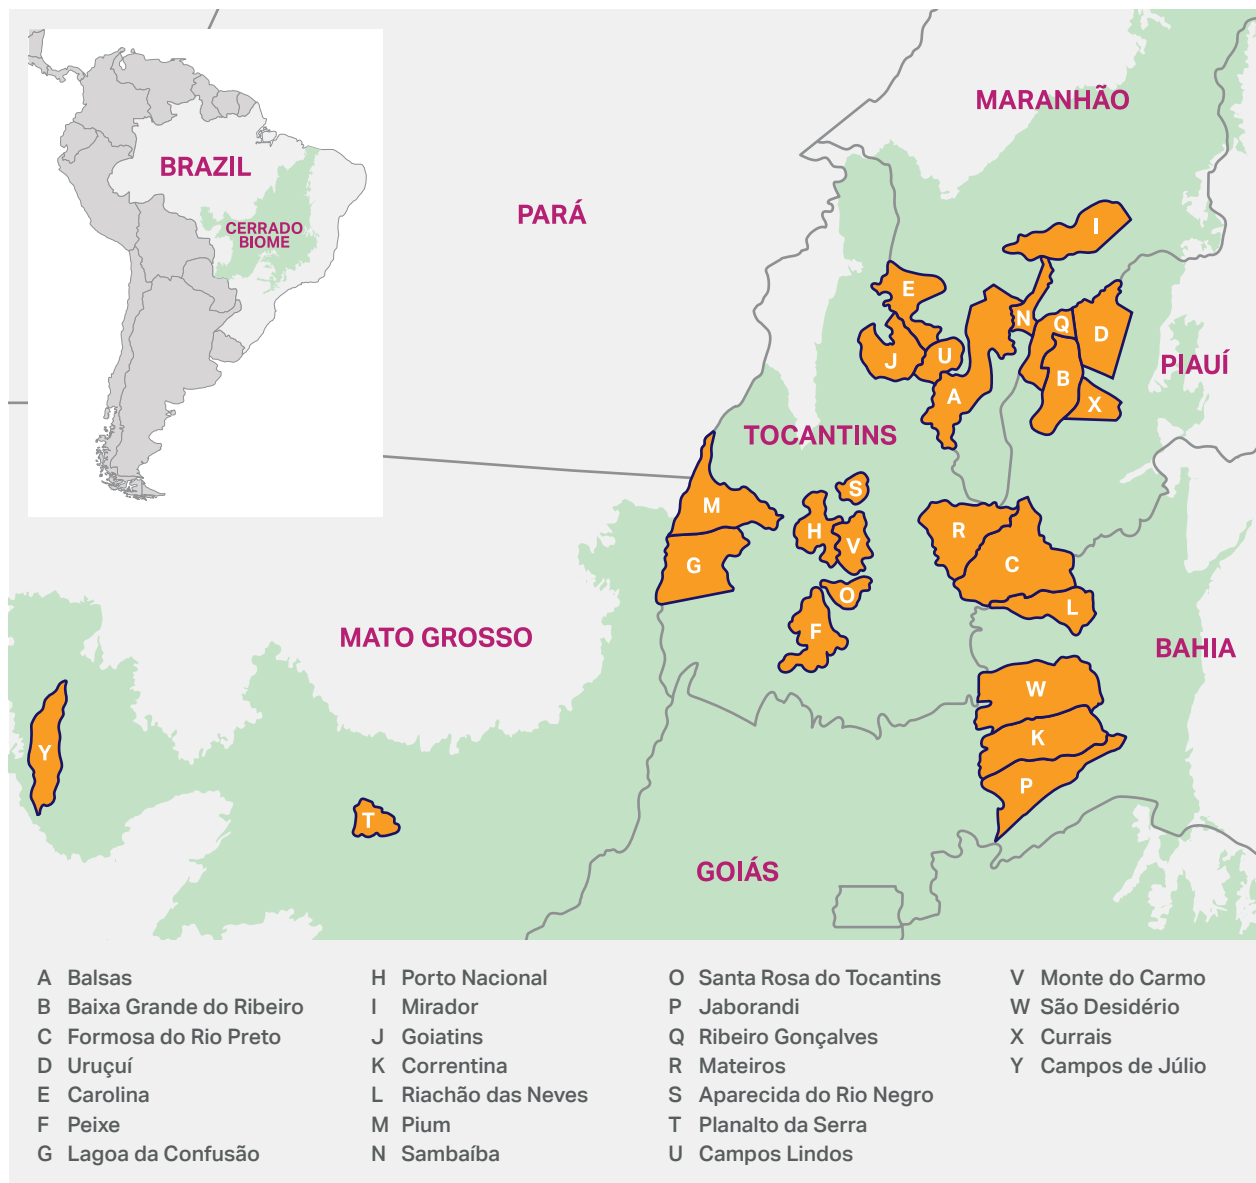 BRAZIL
CERRADO
BIOME
MARANHÃO
PARÁ
PIAUÍ
TOCANTINS
MATO GROSSO
BAHIA
GOIÁS
I
E
N
Q
D
J
U
B
A
X
S
M
H
V
R
G
C
O
L
F
W
K
Y
P
T
A Balsas
B Baixa Grande do Ribeiro
C Formosa do Rio Preto
D Uruçuí
E Carolina
F Peixe
G Lagoa da Confusão
H Porto Nacional
I Mirador
J Goiatins
K Correntina
L Riachão das Neves
M Pium
N Sambaíba
O Santa Rosa do Tocantins
P Jaborandi
Q Ribeiro Gonçalves
R Mateiros
S Aparecida do Rio Negro
T Planalto da Serra
U Campos Lindos
V Monte do Carmo
W São Desidério
X Currais
Y Campos de Júlio